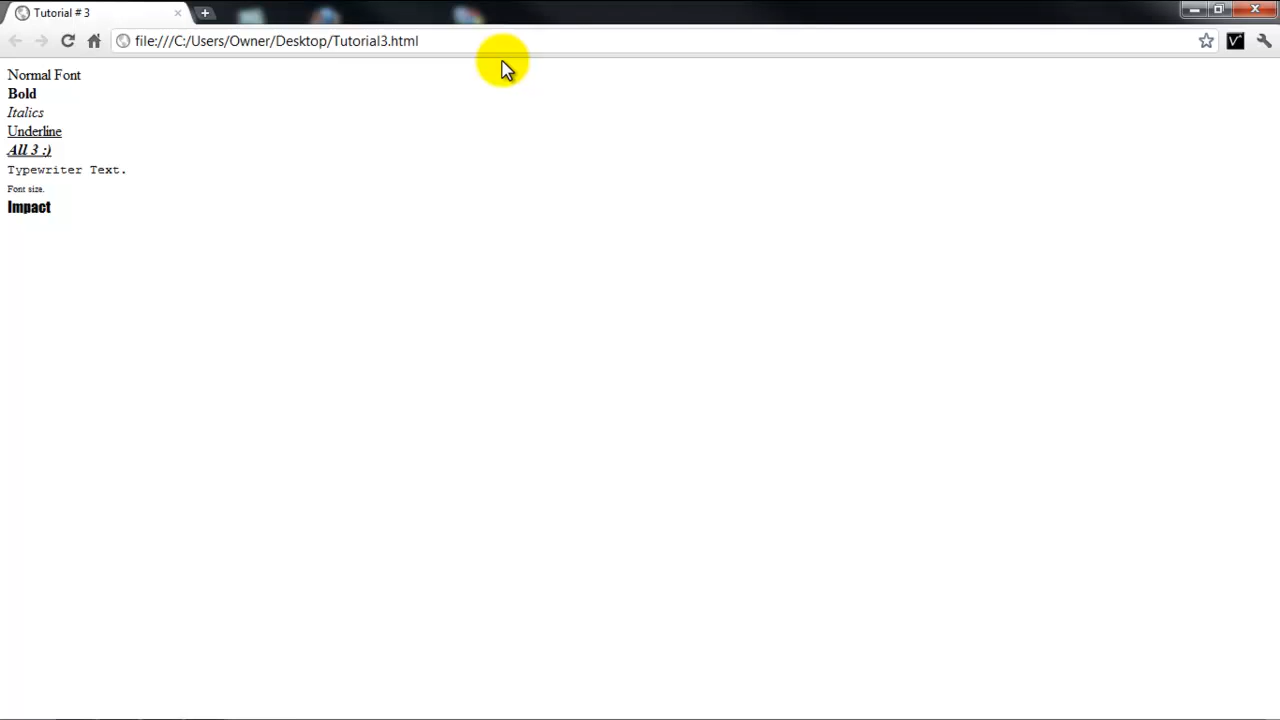 Tutorial # 3
file:///C:/Users/Owner/Desktop/Tutorial3.html
Normal Font
Bold
Italics
Underline
All 3 :)
Typewriter Text.
Font size.
Impact